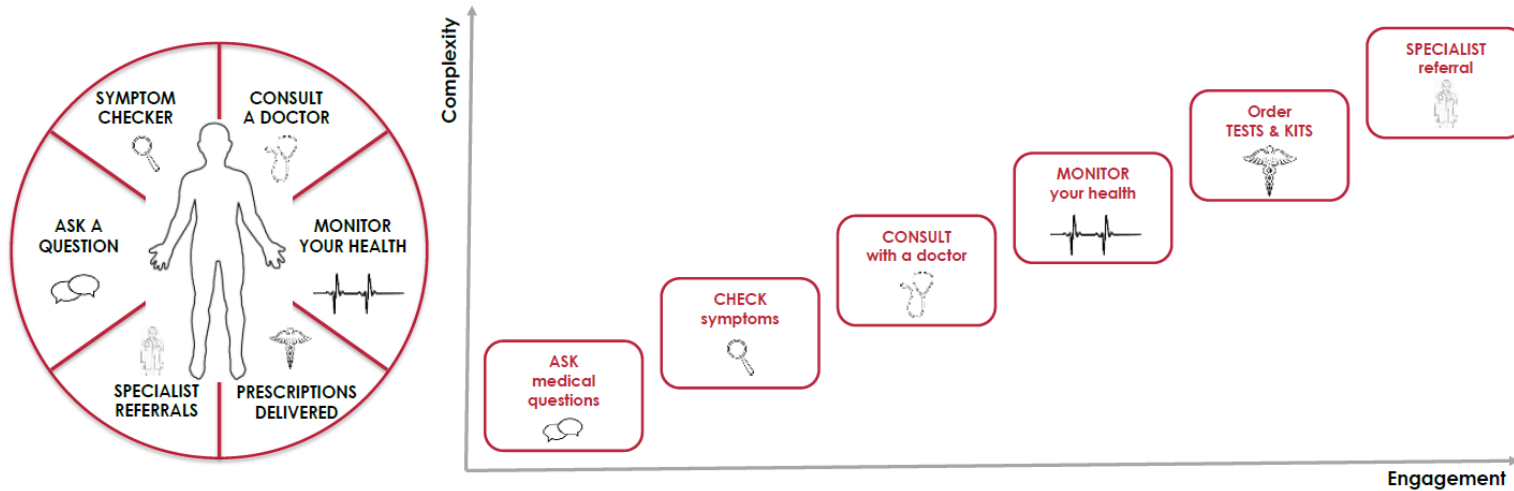 SYMPTOM
CHECKER
CONSULT
A DOCTOR
ASK A
QUESTION
MONITOR
YOUR HEALTH
SPECIALIST
REFERRALS
PRESCRIPTIONS
DELIVERED
Complexity
SPECIALIST
referral
Order
TESTS & KITS
MONITOR
your health
CONSULT
with a doctor
CHECK
symptoms
ASK
medical
questions
Engagement